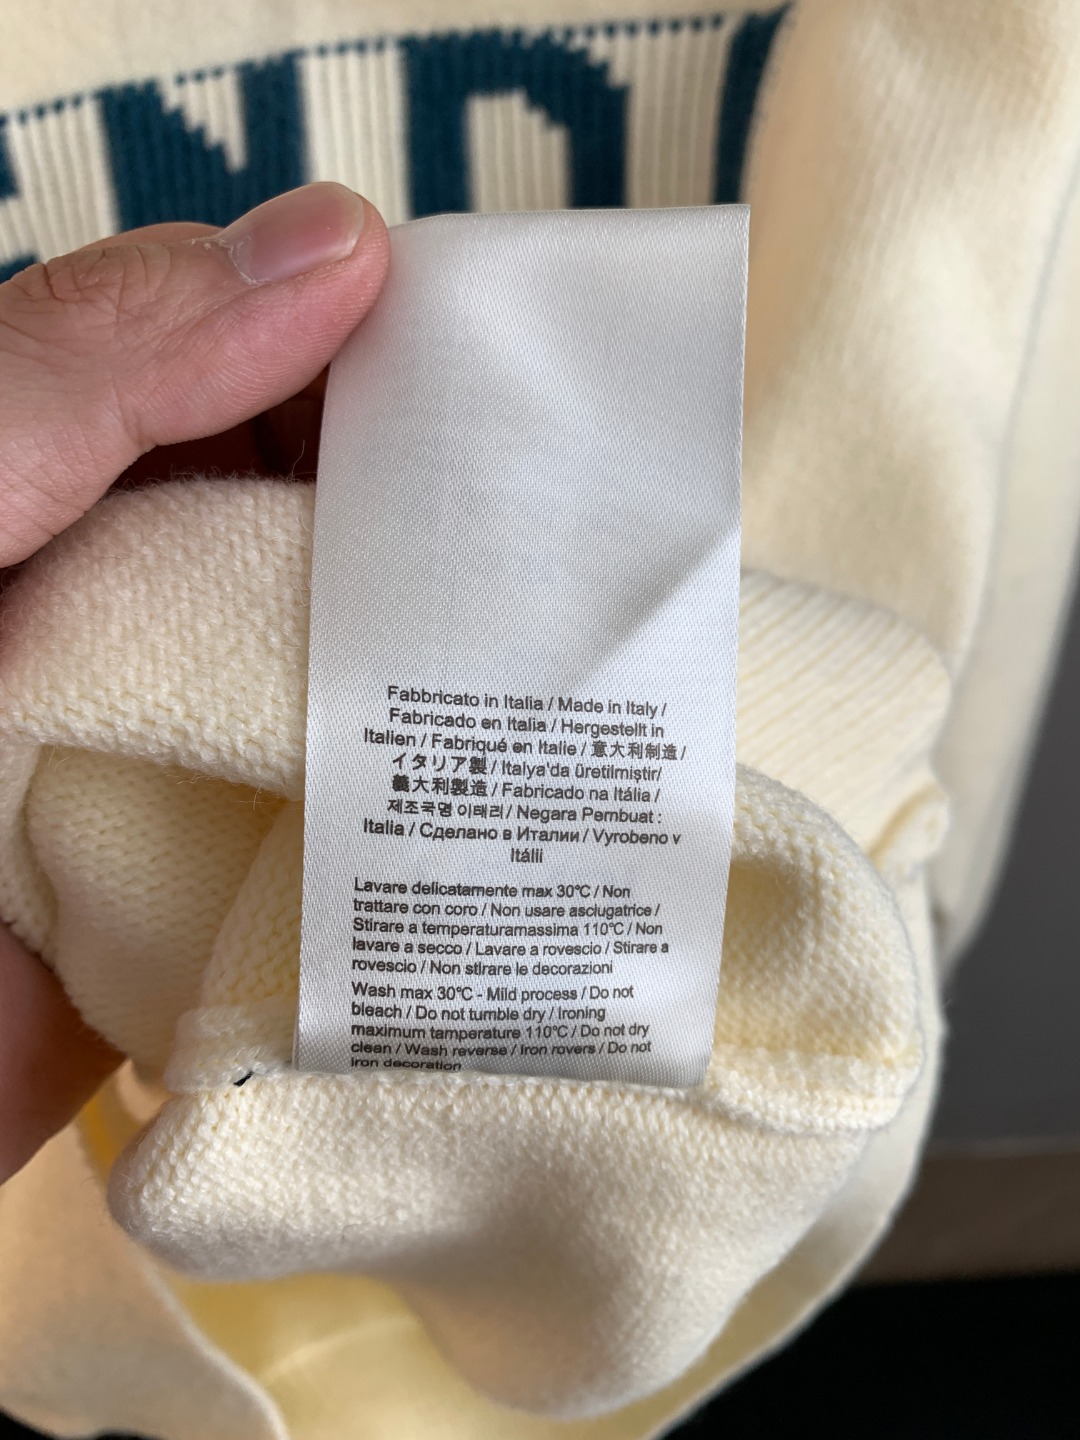 ENDI
Fabbricato in Italia / Made in Italy /
Fabricado en Italia / Hergestellt in
Italien / Fabriqué en Italie / 意大利制造 /
イタリア製 / Italya'da üretilmiştir/
義大利製造 / Fabricado na Itália /
제조국명 이태리 / Negara Pembuat :
Italia / Сделано в Италии / Vyrobeno v
Itálii
Lavare delicatamente max 30°C / Non
trattare con coro / Non usare asciugatrice /
Stirare a temperaturamassima 110°C / Non
lavare a secco / Lavare a rovescio / Stirare a
rovescio / Non stirare le decorazioni
Wash max 30°C - Mild process / Do not
bleach / Do not tumble dry / Ironing
maximum tamperature 110°C / Do not dry
clean / Wash reverse / Iron rovers / Do not
iron decoration